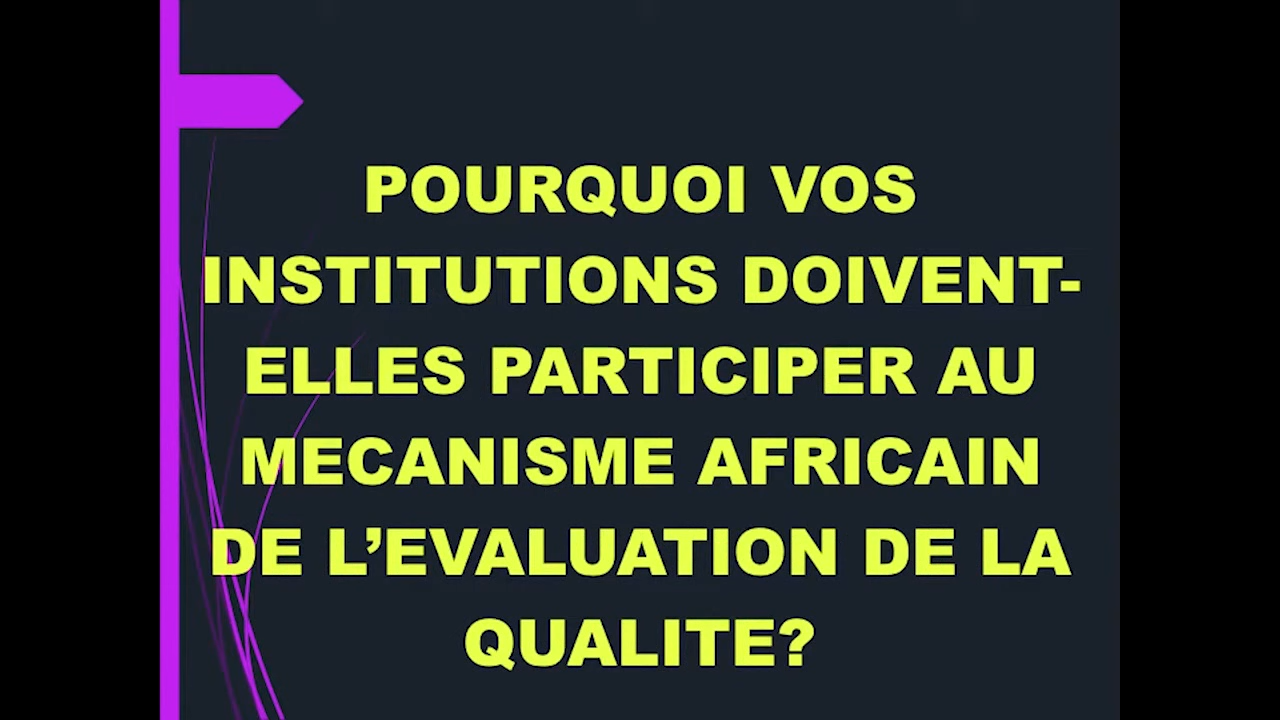 POURQUOI VOS
INSTITUTIONS DOIVENT-
ELLES PARTICIPER AU
MECANISME AFRICAIN
DE L’EVALUATION DE LA
QUALITE?